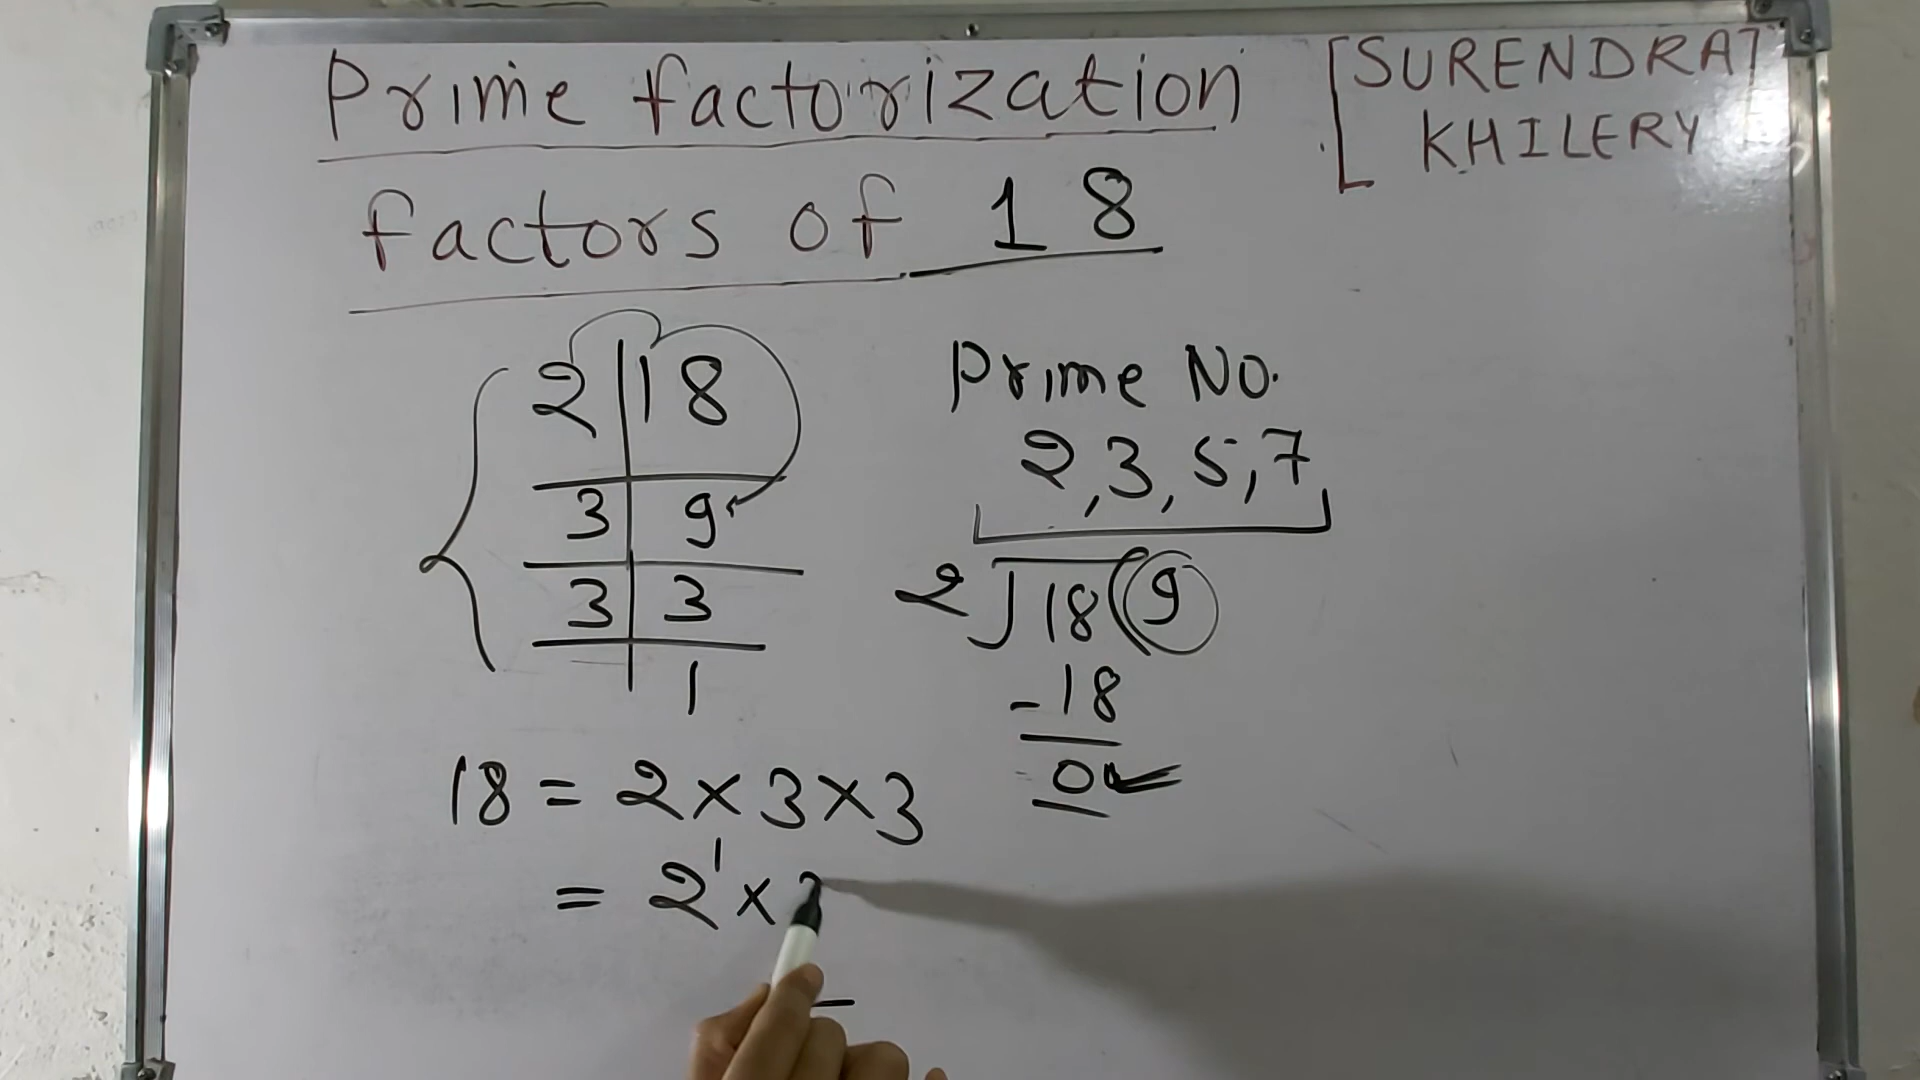 Prime factorization
factors of 18
[SURENDRA]
KHILERY
2 | 18
3 | 9
3 | 3
| 1
Prime No.
2, 3, 5, 7
2 ) 18 ( 9
- 18
0
18 = 2 × 3 × 3
= 2¹ ×